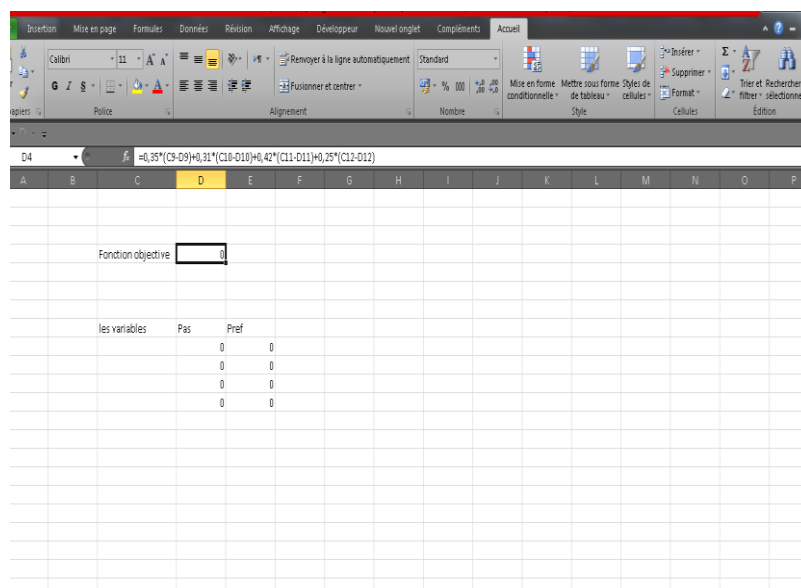 Insertion Mise en page Formules Données Révision Affichage Développeur Nouvel onglet Compléments Accueil
Calibri 11 A A Renvoyer à la ligne automatiquement Standard Insérer Σ
Supprimer
G I S A Fusionner et centrer % 000 Mise en forme conditionnelle Mettre sous forme de tableau Styles de cellules Format Trier et filtrer Rechercher sélectionne
apiers Police Alignement Nombre Style Cellules Édition
D4 fx =0,35*(C9-D9)+0,31*(C10-D10)+0,42*(C11-D11)+0,25*(C12-D12)
A B C D E F G H I J K L M N O P
Fonction objective 0
les variables Pas Pref
0 0
0 0
0 0
0 0